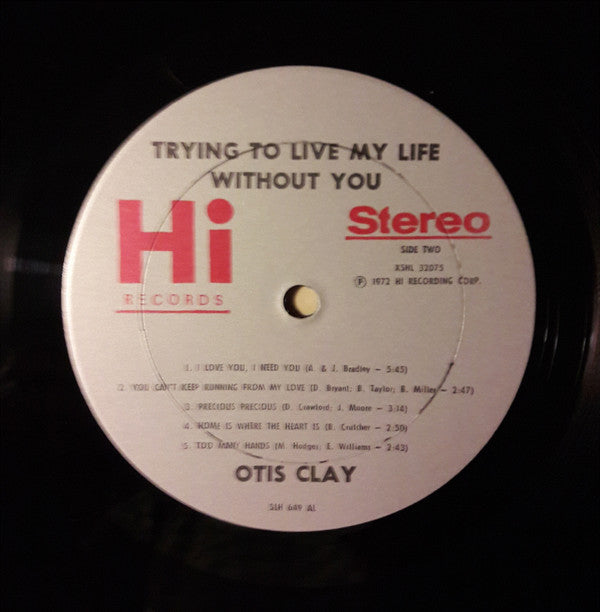 TRYING TO LIVE MY LIFE
WITHOUT YOU
Hi
RECORDS
Stereo
SIDE TWO
XSHL 32075
Ⓟ 1972 HI RECORDING CORP.
1. I LOVE YOU, I NEED YOU (A. & J. Bradley – 5:45)
2. YOU CAN'T KEEP RUNNING FROM MY LOVE (D. Bryant; B. Taylor; B. Miller – 2:47)
3. PRECIOUS PRECIOUS (D. Crawford; J. Moore – 3:14)
4. HOME IS WHERE THE HEART IS (B. Crutcher – 2:50)
5. TOO MANY HANDS (M. Hodges; E. Williams – 2:43)
OTIS CLAY
SLH 649 AL